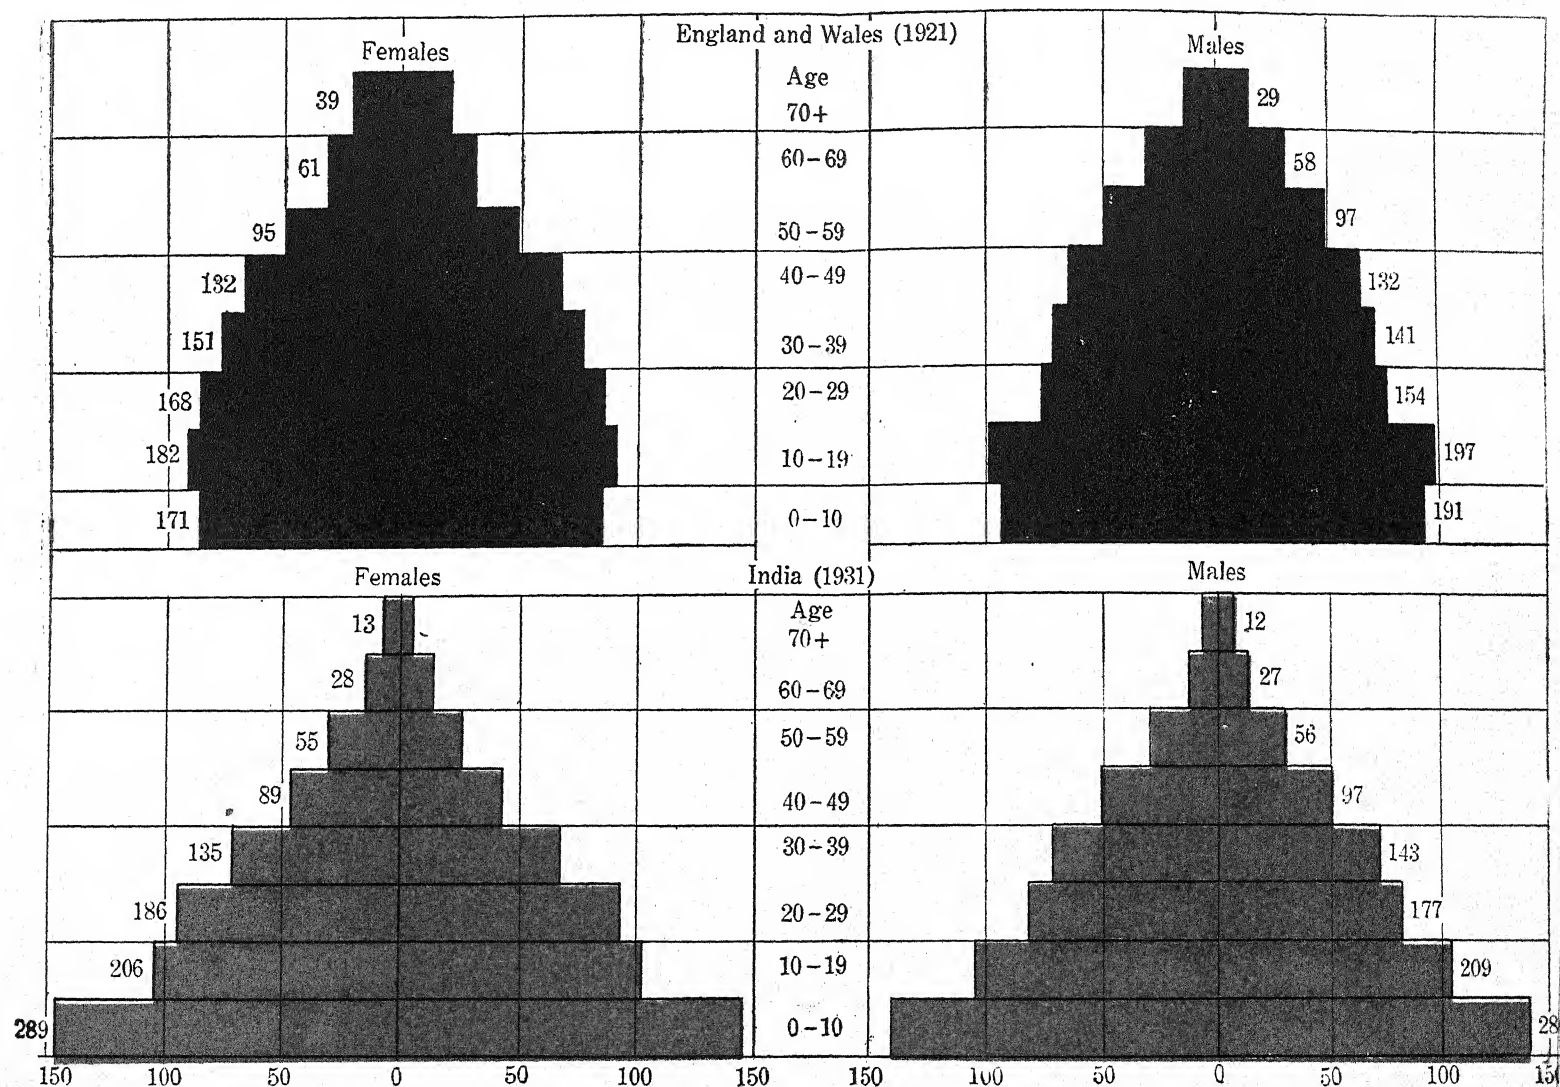 England and Wales (1921)
Females Males
Age
39 70+ 29
61 60-69 58
95 50-59 97
132 40-49 132
151 30-39 141
168 20-29 154
182 10-19 197
171 0-10 191
Females India (1931) Males
Age
13 70+ 12
28 60-69 27
55 50-59 56
89 40-49 97
135 30-39 143
186 20-29 177
206 10-19 209
289 0-10
150 100 50 0 50 100 150 100 50 0 50 100